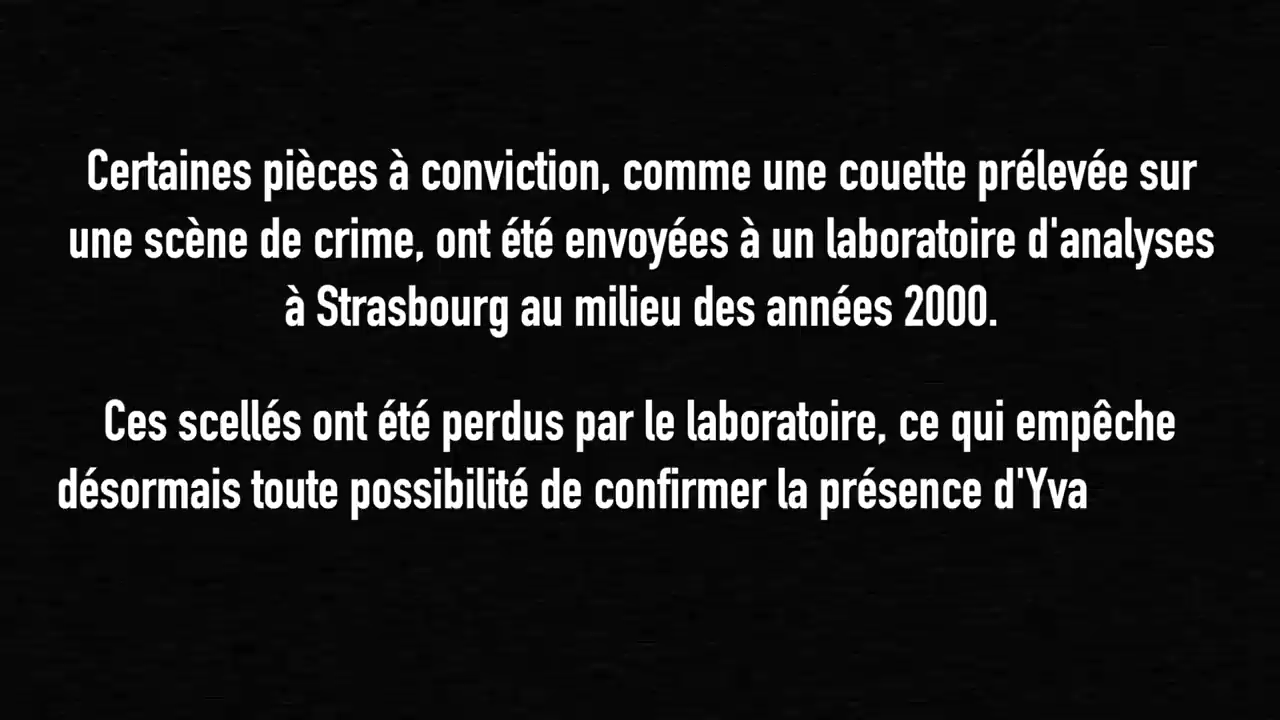 Certaines pièces à conviction, comme une couette prélevée sur
une scène de crime, ont été envoyées à un laboratoire d'analyses
à Strasbourg au milieu des années 2000.
Ces scellés ont été perdus par le laboratoire, ce qui empêche
désormais toute possibilité de confirmer la présence d'Yva